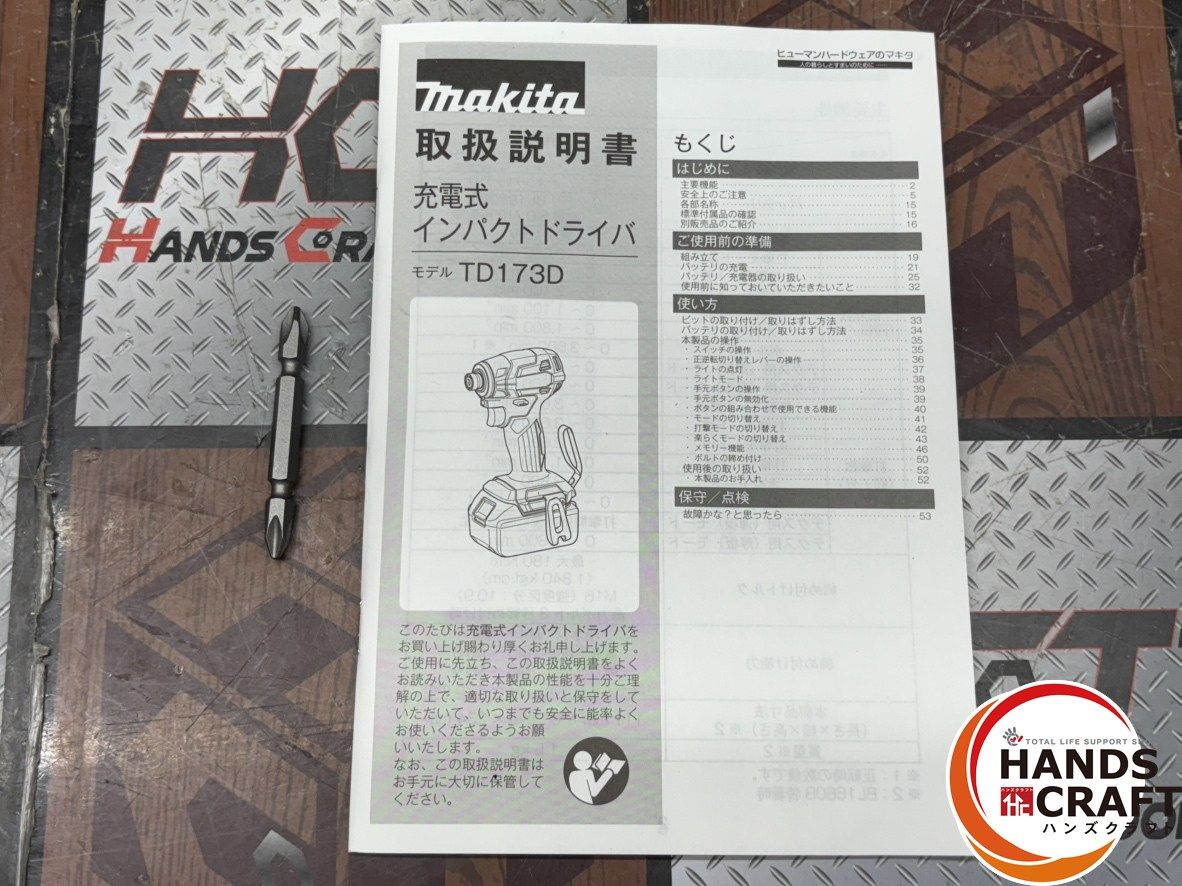 HC
HANDS CRA
makita
取扱説明書
充電式
インパクトドライバ
モデル TD173D
このたびは充電式インパクトドライバを
お買い上げ賜わり厚くお礼申し上げます。
ご使用に先立ち、この取扱説明書をよく
お読みいただき本製品の性能を十分ご理
解の上で、適切な取り扱いと保守をして
いただいて、いつまでも安全に能率よく
お使いくださるようお願
いいたします。
なお、この取扱説明書は
お手元に大切に保管して
ください。
ヒューマンハードウェアのマキタ
人の暮らしとすまいのために
もくじ
はじめに
主要機能 2
安全上のご注意 5
各部名称 15
標準付属品の確認 15
別販売品のご紹介 16
ご使用前の準備
組み立て 19
バッテリの充電 21
バッテリ／充電器の取り扱い 25
使用前に知っておいていただきたいこと 32
使い方
ビットの取り付け／取りはずし方法 33
バッテリの取り付け／取りはずし方法 34
本製品の操作 35
・ スイッチの操作 35
・ 正逆転切り替えレバーの操作 36
・ ライトの点灯 37
・ ライトモード 38
・ 手元ボタンの操作 39
・ 手元ボタンの無効化 39
・ ボタンの組み合わせで使用できる機能 40
・ モードの切り替え 41
・ 打撃モードの切り替え 42
・ 楽らくモードの切り替え 43
・ メモリー機能 46
・ ボルトの締め付け 50
使用後の取り扱い 52
・ 本製品のお手入れ 52
保守／点検
故障かな？と思ったら 53
TOTAL LIFE SUPPORT
HANDS
ハンズクラフト
CRAFT
ハンズクラフト